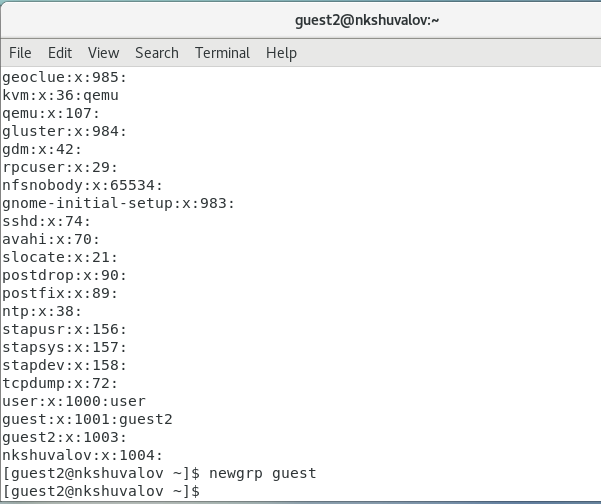 guest2@nkshuvalov:~
File Edit View Search Terminal Help
geoclue:x:985:
kvm:x:36:qemu
qemu:x:107:
gluster:x:984:
gdm:x:42:
rpcuser:x:29:
nfsnobody:x:65534:
gnome-initial-setup:x:983:
sshd:x:74:
avahi:x:70:
slocate:x:21:
postdrop:x:90:
postfix:x:89:
ntp:x:38:
stapusr:x:156:
stapsys:x:157:
stapdev:x:158:
tcpdump:x:72:
user:x:1000:user
guest:x:1001:guest2
guest2:x:1003:
nkshuvalov:x:1004:
[guest2@nkshuvalov ~]$ newgrp guest
[guest2@nkshuvalov ~]$